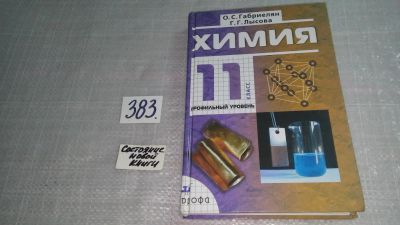 О.С.Габриелян
Г.Г.Лысова
ХИМИЯ
11
КЛАСС
ПРОФИЛЬНЫЙ УРОВЕНЬ
дрофа
383.
Состояние
новой
книги